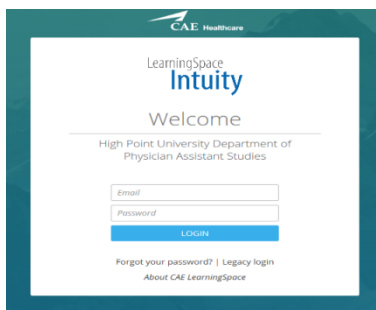 CAE Healthcare
LearningSpace
Intuity
Welcome
High Point University Department of
Physician Assistant Studies
Email
Password
LOGIN
Forgot your password? | Legacy login
About CAE LearningSpace